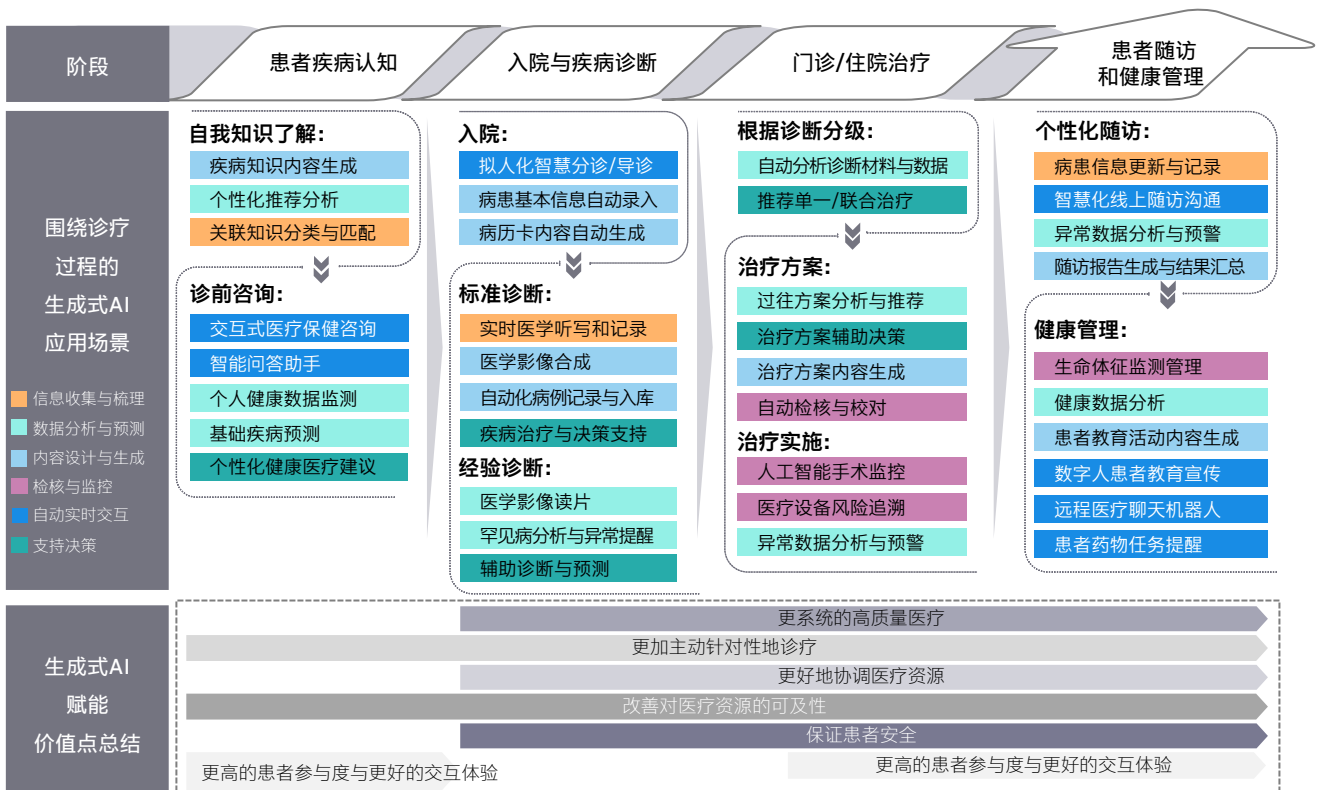 阶段
患者疾病认知
入院与疾病诊断
门诊/住院治疗
患者随访
和健康管理
围绕诊疗
过程的
生成式AI
应用场景
信息收集与梳理
数据分析与预测
内容设计与生成
检核与监控
自动实时交互
支持决策
自我知识了解:
疾病知识内容生成
个性化推荐分析
关联知识分类与匹配
诊前咨询:
交互式医疗保健咨询
智能问答助手
个人健康数据监测
基础疾病预测
个性化健康医疗建议
入院:
拟人化智慧分诊/导诊
病患基本信息自动录入
病历卡内容自动生成
标准诊断:
实时医学听写和记录
医学影像合成
自动化病例记录与入库
疾病治疗与决策支持
经验诊断:
医学影像读片
罕见病分析与异常提醒
辅助诊断与预测
根据诊断分级:
自动分析诊断材料与数据
推荐单一/联合治疗
治疗方案:
过往方案分析与推荐
治疗方案辅助决策
治疗方案内容生成
自动检核与校对
治疗实施:
人工智能手术监控
医疗设备风险追溯
异常数据分析与预警
个性化随访:
病患信息更新与记录
智慧化线上随访沟通
异常数据分析与预警
随访报告生成与结果汇总
健康管理:
生命体征监测管理
健康数据分析
患者教育活动内容生成
数字人患者教育宣传
远程医疗聊天机器人
患者药物任务提醒
生成式AI
赋能
价值点总结
更系统的高质量医疗
更加主动针对性地诊疗
更好地协调医疗资源
改善对医疗资源的可及性
保证患者安全
更高的患者参与度与更好的交互体验
更高的患者参与度与更好的交互体验